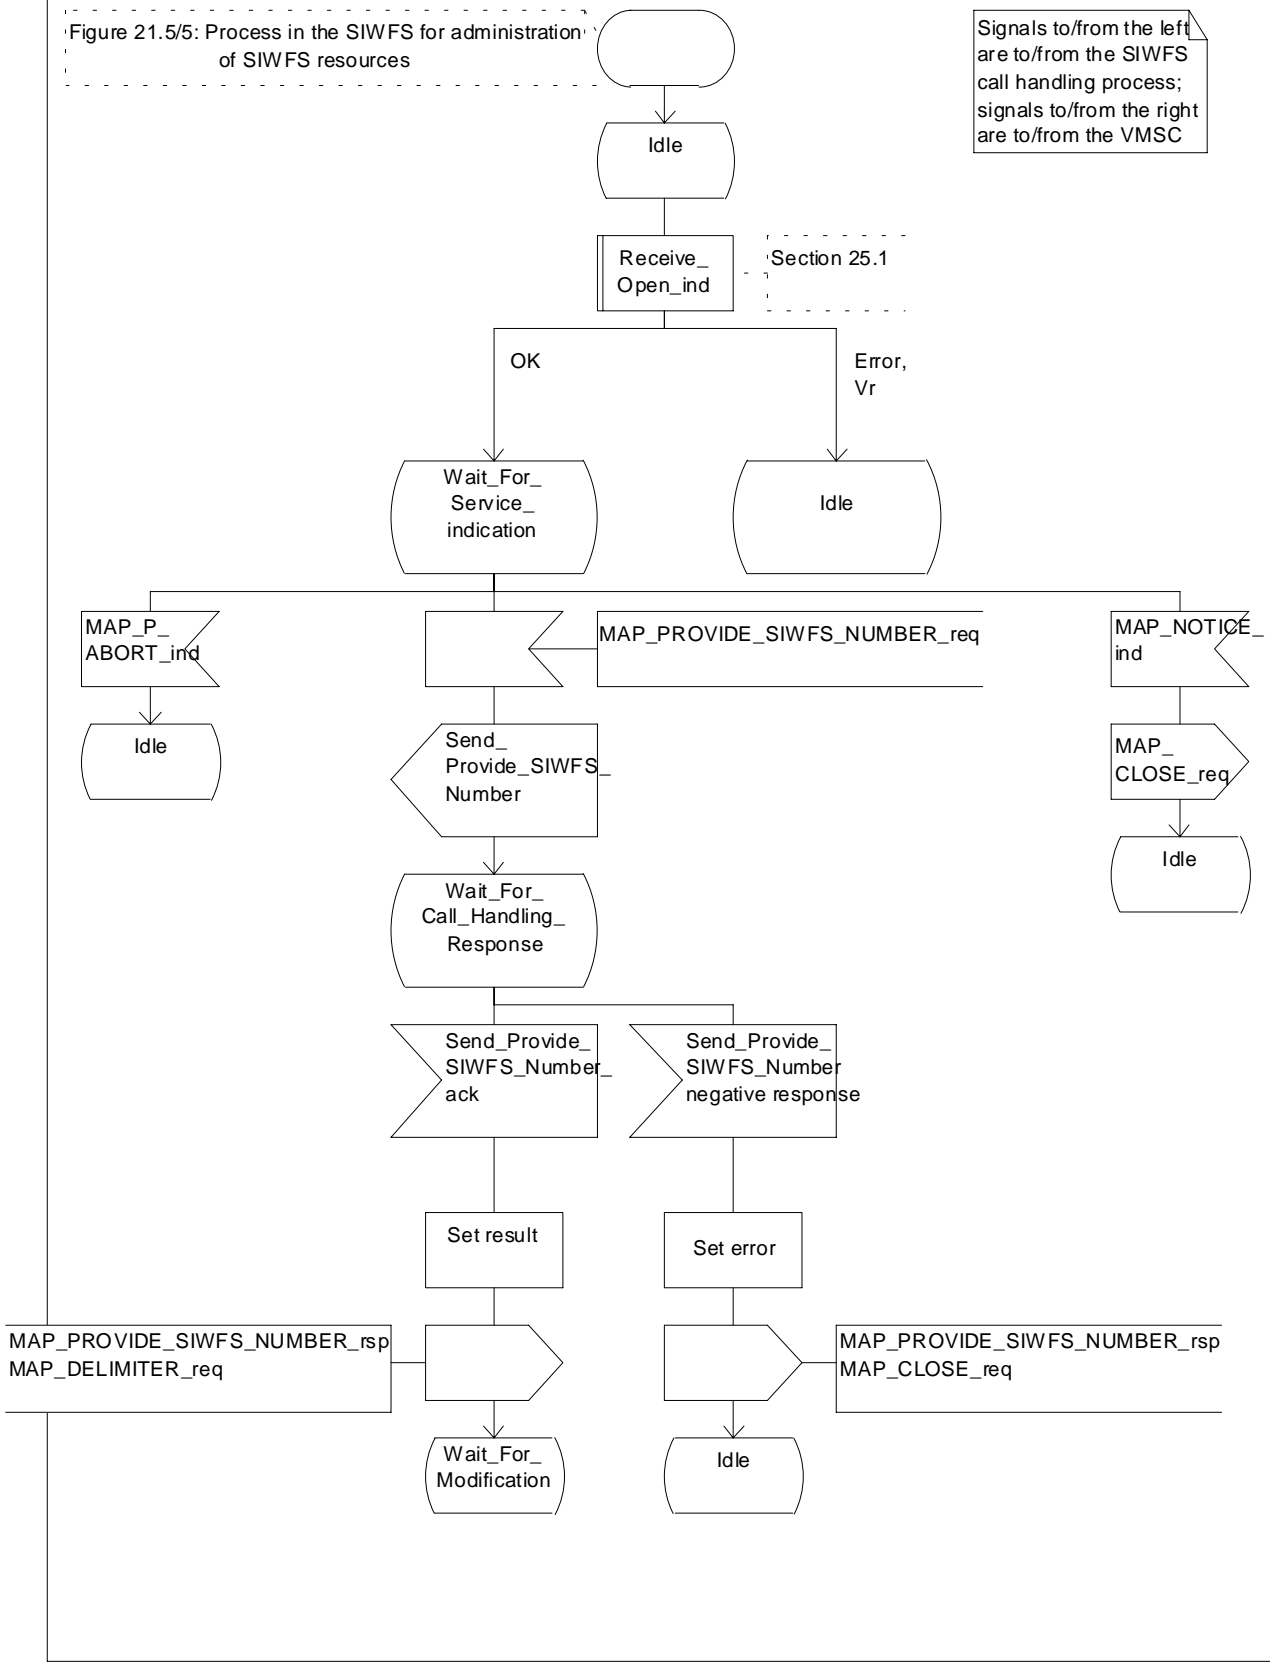 Figure 21.5/5: Process in the SIWFS for administration
of SIWFS resources
Signals to/from the left
are to/from the SIWFS
call handling process;
signals to/from the right
are to/from the VMSC
Idle
Receive_
Open_ind
Section 25.1
OK
Error,
Vr
Wait_For_
Service_
indication
Idle
MAP_P_
ABORT_ind
MAP_PROVIDE_SIWFS_NUMBER_req
MAP_NOTICE_
ind
Idle
Send_
Provide_SIWFS_
Number
MAP_
CLOSE_req
Idle
Wait_For_
Call_Handling_
Response
Send_Provide_
SIWFS_Number_
ack
Send_Provide_
SIWFS_Number
negative response
Set result
Set error
MAP_PROVIDE_SIWFS_NUMBER_rsp
MAP_DELIMITER_req
MAP_PROVIDE_SIWFS_NUMBER_rsp
MAP_CLOSE_req
Wait_For_
Modification
Idle